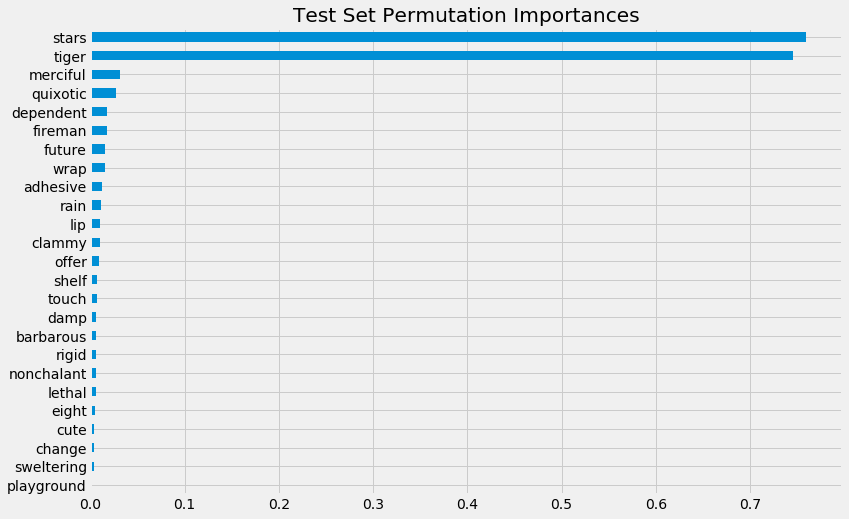 Test Set Permutation Importances
stars
tiger
merciful
quixotic
dependent
fireman
future
wrap
adhesive
rain
lip
clammy
offer
shelf
touch
damp
barbarous
rigid
nonchalant
lethal
eight
cute
change
sweltering
playground
0.0 0.1 0.2 0.3 0.4 0.5 0.6 0.7